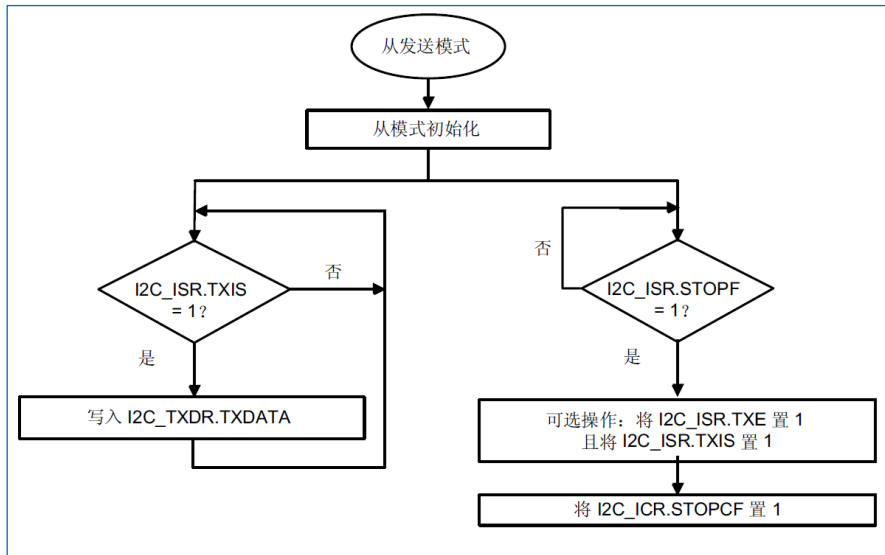 从发送模式
从模式初始化
否
I2C_ISR.TXIS
= 1?
是
写入 I2C_TXDR.TXDATA
否
I2C_ISR.STOPF
= 1?
是
可选操作：将 I2C_ISR.TXE 置 1
且将 I2C_ISR.TXIS 置 1
将 I2C_ICR.STOPCF 置 1